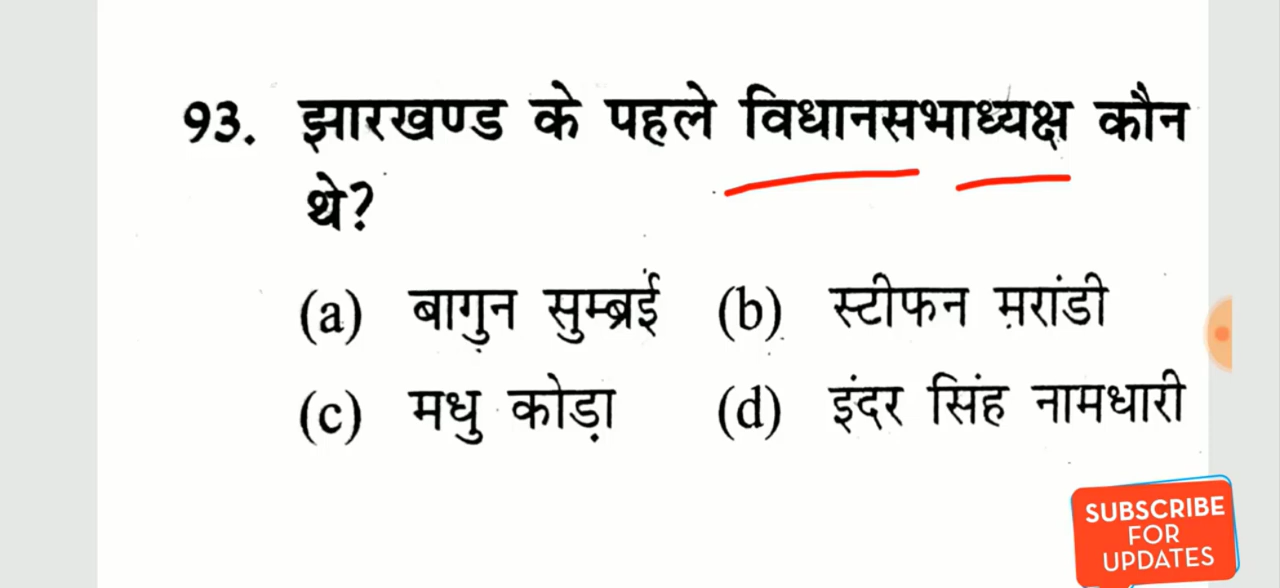 93. झारखण्ड के पहले विधानसभाध्यक्ष कौन
थे?
(a) बागुन सुम्ब्रई (b) स्टीफन मरांडी
(c) मधु कोड़ा (d) इंदर सिंह नामधारी
SUBSCRIBE
FOR
UPDATES